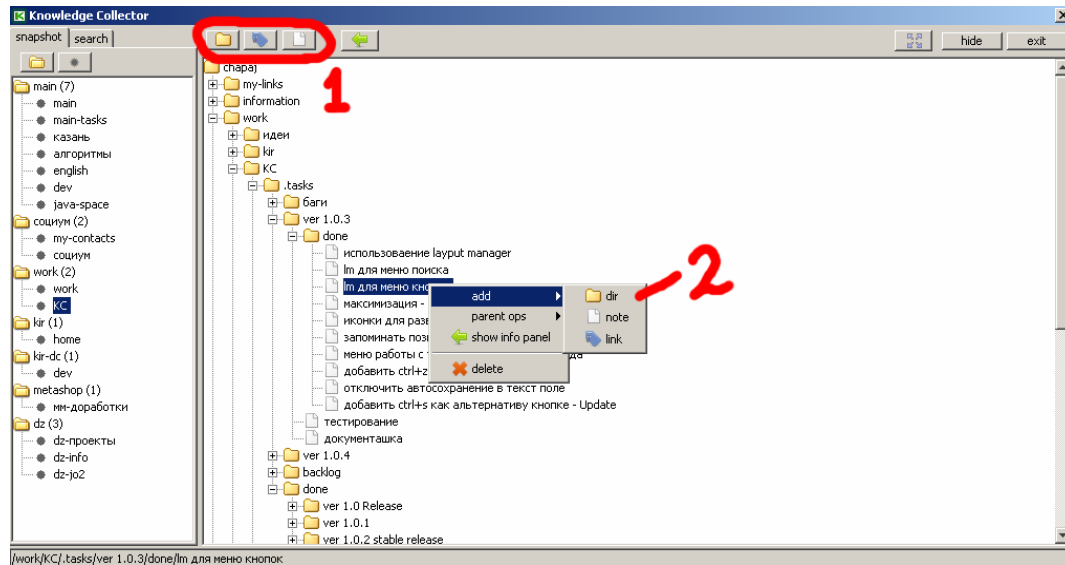 Knowledge Collector
snapshot search
hide exit
1
main (7)
main
main-tasks
казань
алгоритмы
english
dev
java-space
социум (2)
my-contacts
социум
work (2)
work
КС
kir (1)
home
kir-dc (1)
dev
metashop (1)
мм-доработки
dz (3)
dz-проекты
dz-info
dz-jo2
chapaj
my-links
information
work
идеи
kir
КС
.tasks
баги
ver 1.0.3
done
использоваение layput manager
lm для меню поиска
lm для меню кно
максимизация -
иконки для разв
запоминать пози
меню работы с
добавить ctrl+z
отключить автосохранение в текст поле
добавить ctrl+s как альтернативу кнопке - Update
тестирование
документашка
ver 1.0.4
backlog
done
ver 1.0 Release
ver 1.0.1
ver 1.0.2 stable release
add
parent ops
show info panel
delete
dir
note
link
2
/work/KC/.tasks/ver 1.0.3/done/lm для меню кнопок